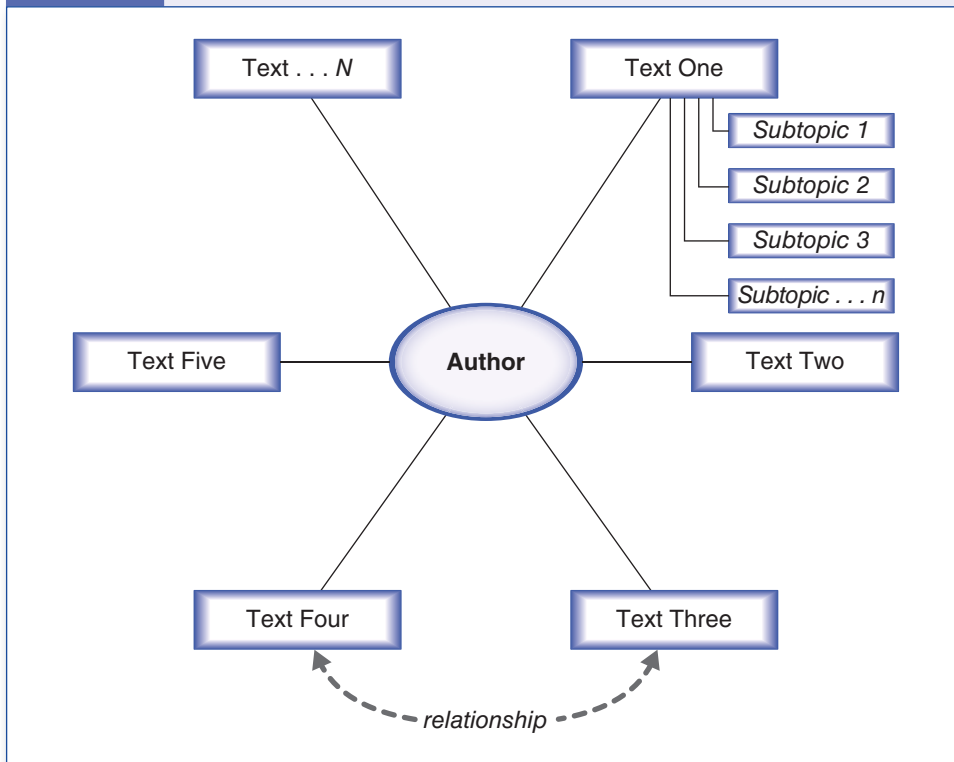 Text . . . N
Text One
Subtopic 1
Subtopic 2
Subtopic 3
Subtopic . . . n
Text Five
Author
Text Two
Text Four
Text Three
relationship